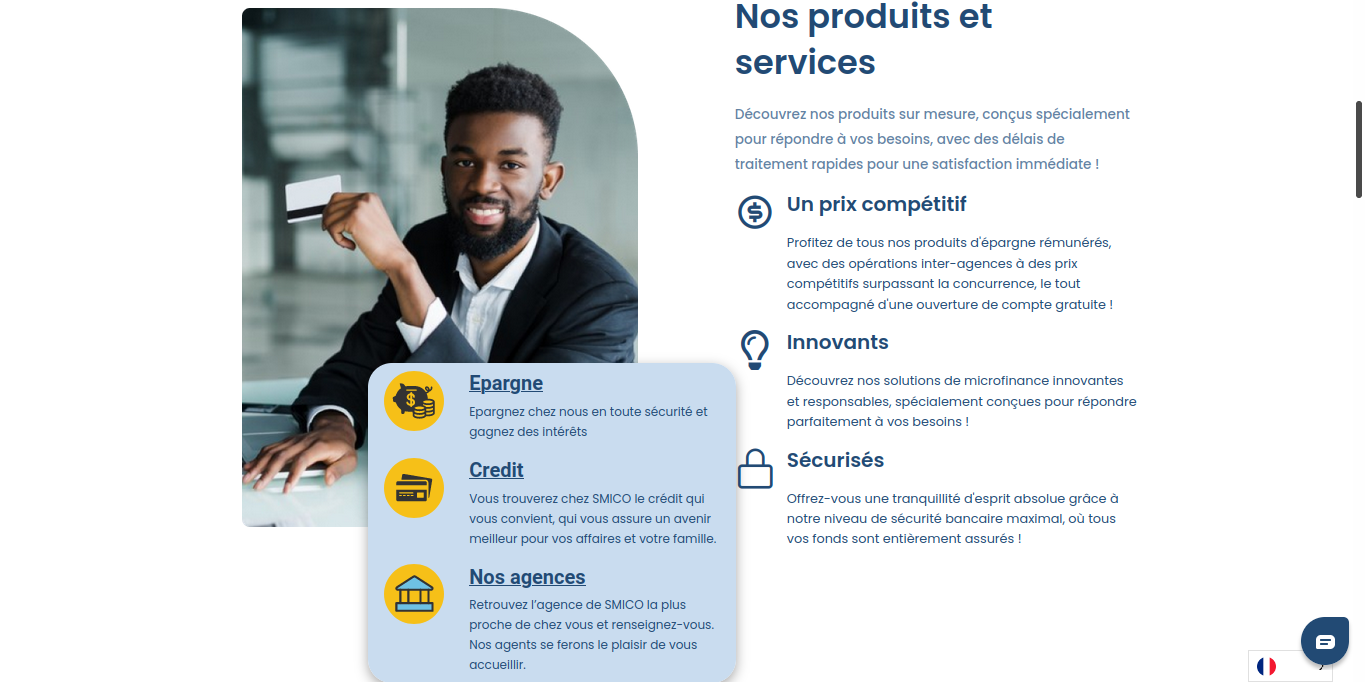 Nos produits et
services
Découvrez nos produits sur mesure, conçus spécialement
pour répondre à vos besoins, avec des délais de
traitement rapides pour une satisfaction immédiate !
Un prix compétitif
Profitez de tous nos produits d'épargne rémunérés,
avec des opérations inter-agences à des prix
compétitifs surpassant la concurrence, le tout
accompagné d'une ouverture de compte gratuite !
Innovants
Découvrez nos solutions de microfinance innovantes
et responsables, spécialement conçues pour répondre
parfaitement à vos besoins !
Sécurisés
Offrez-vous une tranquillité d'esprit absolue grâce à
notre niveau de sécurité bancaire maximal, où tous
vos fonds sont entièrement assurés !
Epargne
Epargnez chez nous en toute sécurité et
gagnez des intérêts
Credit
Vous trouverez chez SMICO le crédit qui
vous convient, qui vous assure un avenir
meilleur pour vos affaires et votre famille.
Nos agences
Retrouvez l’agence de SMICO la plus
proche de chez vous et renseignez-vous.
Nos agents se ferons le plaisir de vous
accueillir.